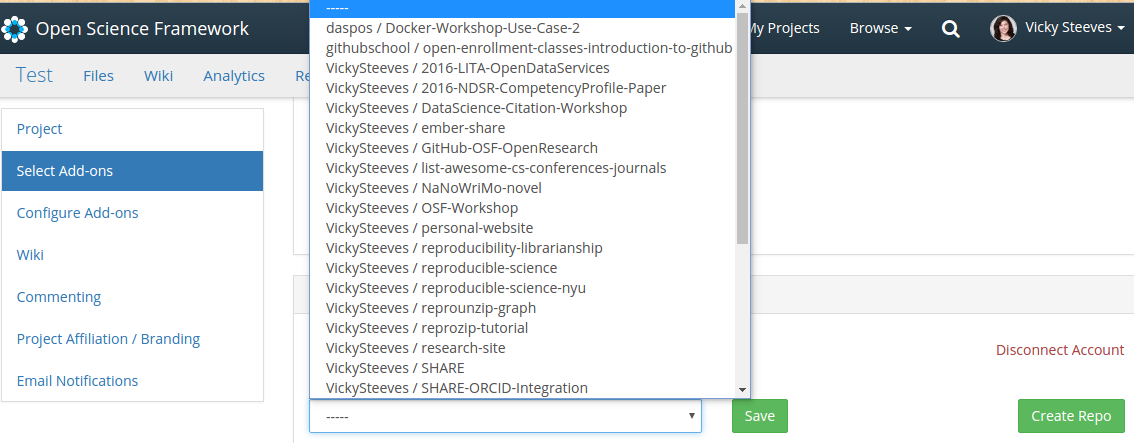 Open Science Framework
My Projects
Browse
Vicky Steeves
Test
Files
Wiki
Analytics
Re
Project
Select Add-ons
Configure Add-ons
Wiki
Commenting
Project Affiliation / Branding
Email Notifications
-----
daspos / Docker-Workshop-Use-Case-2
githubschool / open-enrollment-classes-introduction-to-github
VickySteeves / 2016-LITA-OpenDataServices
VickySteeves / 2016-NDSR-CompetencyProfile-Paper
VickySteeves / DataScience-Citation-Workshop
VickySteeves / ember-share
VickySteeves / GitHub-OSF-OpenResearch
VickySteeves / list-awesome-cs-conferences-journals
VickySteeves / NaNoWriMo-novel
VickySteeves / OSF-Workshop
VickySteeves / personal-website
VickySteeves / reproducibility-librarianship
VickySteeves / reproducible-science
VickySteeves / reproducible-science-nyu
VickySteeves / reprounzip-graph
VickySteeves / reprozip-tutorial
VickySteeves / research-site
VickySteeves / SHARE
VickySteeves / SHARE-ORCID-Integration
Disconnect Account
-----
Save
Create Repo